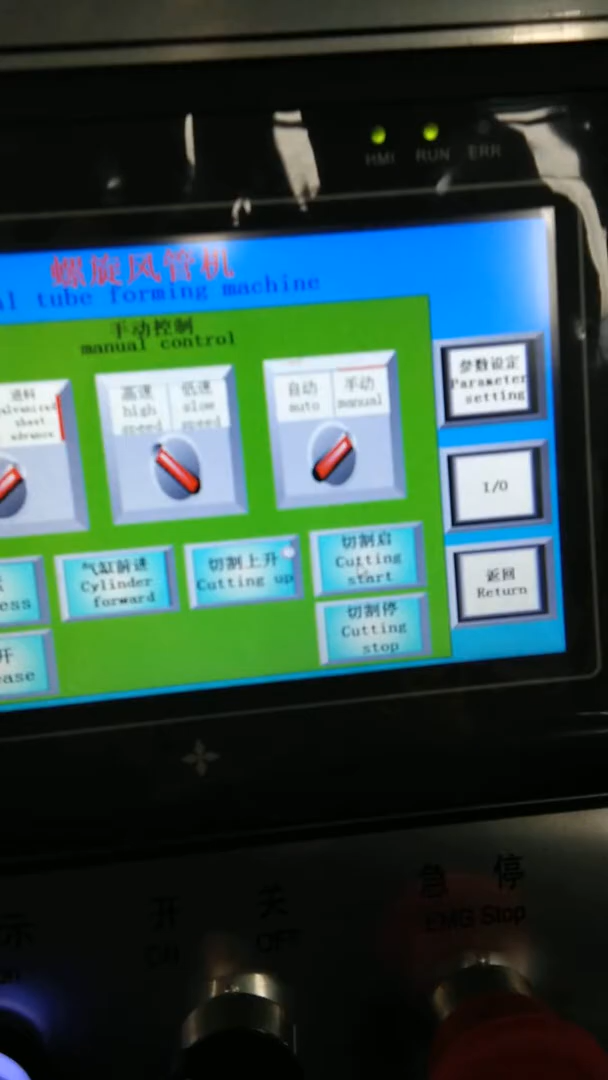 HMI RUN ERR
螺旋风管机
al tube forming machine
手动控制
manual control
进料
sheet
advance
高速
high
speed
低速
slow
speed
自动
auto
手动
manual
参数设定
Parameter
setting
I/O
返回
Return
ess
气缸前进
Cylinder
forward
切割上升
Cutting up
切割启
Cutting
start
开
ease
切割停
Cutting
stop
示
on
开
ON
关
OFF
急 停
EMG Stop